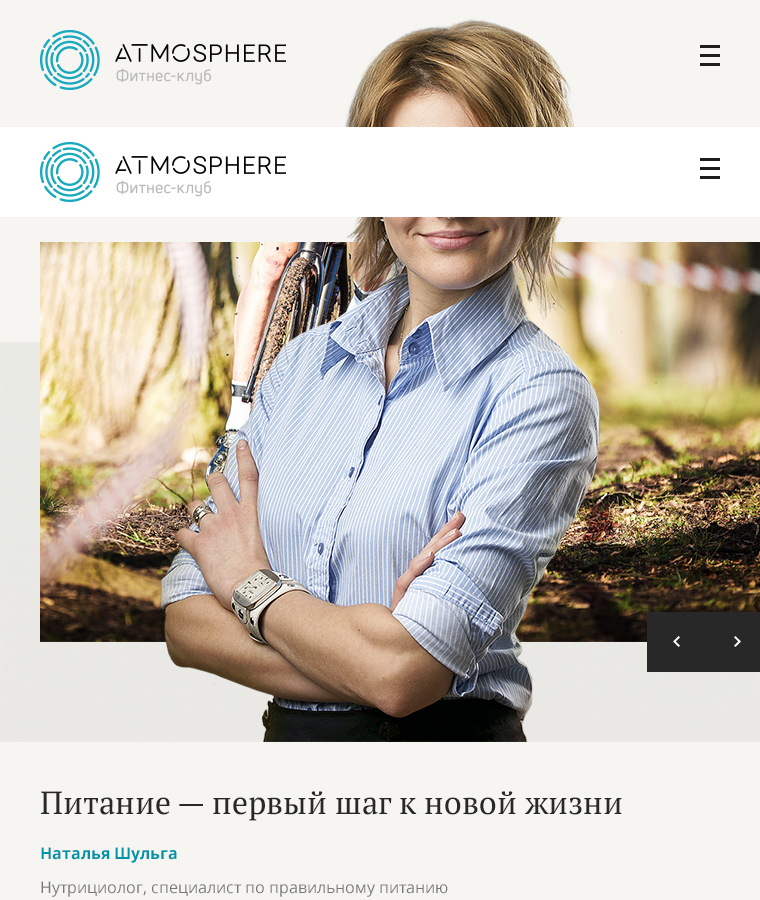 ATMOSPHERE
Фитнес-клуб
ATMOSPHERE
Фитнес-клуб
Питание — первый шаг к новой жизни
Наталья Шульга
Нутрициолог, специалист по правильному питанию